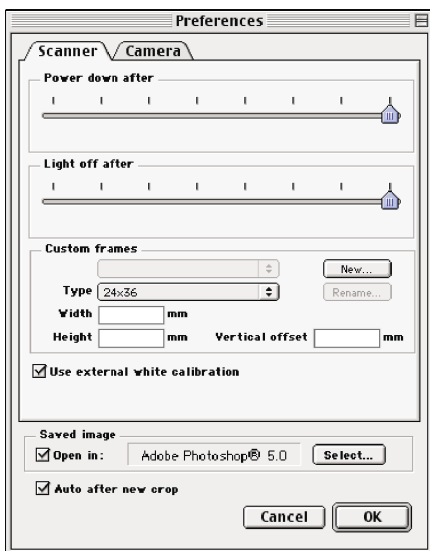 Preferences
Scanner Camera
Power down after
Light off after
Custom frames
New...
Type 24x36 Rename...
Width mm
Height mm Vertical offset mm
Use external white calibration
Saved image
Open in: Adobe Photoshop® 5.0 Select...
Auto after new crop
Cancel OK